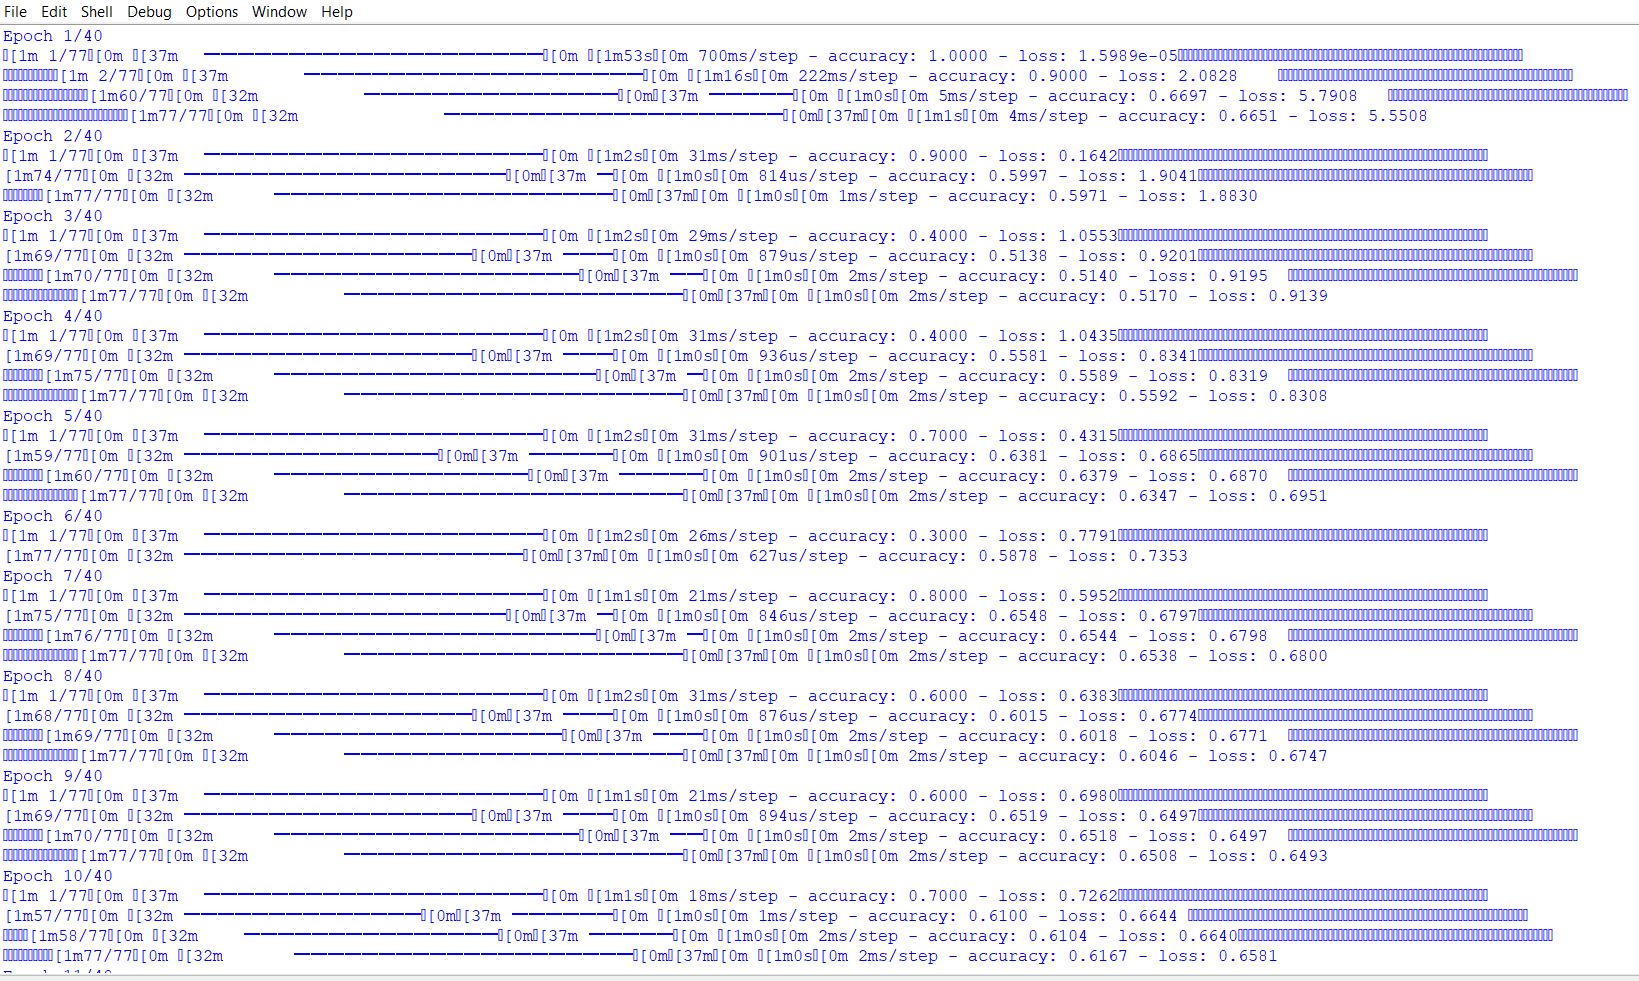 File Edit Shell Debug Options Window Help
Epoch 1/40
[1m 1/77[0m [37m ━━━━━━━━━━━━━━━━━━━━[0m [1m53s[0m 700ms/step - accuracy: 1.0000 - loss: 1.5989e-05
[1m 2/77[0m [37m ━━━━━━━━━━━━━━━━━━━━[0m [1m16s[0m 222ms/step - accuracy: 0.9000 - loss: 2.0828
[1m60/77[0m [32m ━━━━━━━━━━━━━━━[0m[37m ━━━━━[0m [1m0s[0m 5ms/step - accuracy: 0.6697 - loss: 5.7908
[1m77/77[0m [32m ━━━━━━━━━━━━━━━━━━━━[0m[37m[0m [1m1s[0m 4ms/step - accuracy: 0.6651 - loss: 5.5508
Epoch 2/40
[1m 1/77[0m [37m ━━━━━━━━━━━━━━━━━━━━[0m [1m2s[0m 31ms/step - accuracy: 0.9000 - loss: 0.1642
[1m74/77[0m [32m ━━━━━━━━━━━━━━━━━━━[0m[37m ━[0m [1m0s[0m 814us/step - accuracy: 0.5997 - loss: 1.9041
[1m77/77[0m [32m ━━━━━━━━━━━━━━━━━━━━[0m[37m[0m [1m0s[0m 1ms/step - accuracy: 0.5971 - loss: 1.8830
Epoch 3/40
[1m 1/77[0m [37m ━━━━━━━━━━━━━━━━━━━━[0m [1m2s[0m 29ms/step - accuracy: 0.4000 - loss: 1.0553
[1m69/77[0m [32m ━━━━━━━━━━━━━━━━━[0m[37m ━━━[0m [1m0s[0m 879us/step - accuracy: 0.5138 - loss: 0.9201
[1m70/77[0m [32m ━━━━━━━━━━━━━━━━━━[0m[37m ━━[0m [1m0s[0m 2ms/step - accuracy: 0.5140 - loss: 0.9195
[1m77/77[0m [32m ━━━━━━━━━━━━━━━━━━━━[0m[37m[0m [1m0s[0m 2ms/step - accuracy: 0.5170 - loss: 0.9139
Epoch 4/40
[1m 1/77[0m [37m ━━━━━━━━━━━━━━━━━━━━[0m [1m2s[0m 31ms/step - accuracy: 0.4000 - loss: 1.0435
[1m69/77[0m [32m ━━━━━━━━━━━━━━━━━[0m[37m ━━━[0m [1m0s[0m 936us/step - accuracy: 0.5581 - loss: 0.8341
[1m75/77[0m [32m ━━━━━━━━━━━━━━━━━━━[0m[37m ━[0m [1m0s[0m 2ms/step - accuracy: 0.5589 - loss: 0.8319
[1m77/77[0m [32m ━━━━━━━━━━━━━━━━━━━━[0m[37m[0m [1m0s[0m 2ms/step - accuracy: 0.5592 - loss: 0.8308
Epoch 5/40
[1m 1/77[0m [37m ━━━━━━━━━━━━━━━━━━━━[0m [1m2s[0m 31ms/step - accuracy: 0.7000 - loss: 0.4315
[1m59/77[0m [32m ━━━━━━━━━━━━━━━[0m[37m ━━━━━[0m [1m0s[0m 901us/step - accuracy: 0.6381 - loss: 0.6865
[1m60/77[0m [32m ━━━━━━━━━━━━━━━[0m[37m ━━━━━[0m [1m0s[0m 2ms/step - accuracy: 0.6379 - loss: 0.6870
[1m77/77[0m [32m ━━━━━━━━━━━━━━━━━━━━[0m[37m[0m [1m0s[0m 2ms/step - accuracy: 0.6347 - loss: 0.6951
Epoch 6/40
[1m 1/77[0m [37m ━━━━━━━━━━━━━━━━━━━━[0m [1m2s[0m 26ms/step - accuracy: 0.3000 - loss: 0.7791
[1m77/77[0m [32m ━━━━━━━━━━━━━━━━━━━━[0m[37m[0m [1m0s[0m 627us/step - accuracy: 0.5878 - loss: 0.7353
Epoch 7/40
[1m 1/77[0m [37m ━━━━━━━━━━━━━━━━━━━━[0m [1m1s[0m 21ms/step - accuracy: 0.8000 - loss: 0.5952
[1m75/77[0m [32m ━━━━━━━━━━━━━━━━━━━[0m[37m ━[0m [1m0s[0m 846us/step - accuracy: 0.6548 - loss: 0.6797
[1m76/77[0m [32m ━━━━━━━━━━━━━━━━━━━[0m[37m ━[0m [1m0s[0m 2ms/step - accuracy: 0.6544 - loss: 0.6798
[1m77/77[0m [32m ━━━━━━━━━━━━━━━━━━━━[0m[37m[0m [1m0s[0m 2ms/step - accuracy: 0.6538 - loss: 0.6800
Epoch 8/40
[1m 1/77[0m [37m ━━━━━━━━━━━━━━━━━━━━[0m [1m2s[0m 31ms/step - accuracy: 0.6000 - loss: 0.6383
[1m68/77[0m [32m ━━━━━━━━━━━━━━━━━[0m[37m ━━━[0m [1m0s[0m 876us/step - accuracy: 0.6015 - loss: 0.6774
[1m69/77[0m [32m ━━━━━━━━━━━━━━━━━[0m[37m ━━━[0m [1m0s[0m 2ms/step - accuracy: 0.6018 - loss: 0.6771
[1m77/77[0m [32m ━━━━━━━━━━━━━━━━━━━━[0m[37m[0m [1m0s[0m 2ms/step - accuracy: 0.6046 - loss: 0.6747
Epoch 9/40
[1m 1/77[0m [37m ━━━━━━━━━━━━━━━━━━━━[0m [1m1s[0m 21ms/step - accuracy: 0.6000 - loss: 0.6980
[1m69/77[0m [32m ━━━━━━━━━━━━━━━━━[0m[37m ━━━[0m [1m0s[0m 894us/step - accuracy: 0.6519 - loss: 0.6497
[1m70/77[0m [32m ━━━━━━━━━━━━━━━━━━[0m[37m ━━[0m [1m0s[0m 2ms/step - accuracy: 0.6518 - loss: 0.6497
[1m77/77[0m [32m ━━━━━━━━━━━━━━━━━━━━[0m[37m[0m [1m0s[0m 2ms/step - accuracy: 0.6508 - loss: 0.6493
Epoch 10/40
[1m 1/77[0m [37m ━━━━━━━━━━━━━━━━━━━━[0m [1m1s[0m 18ms/step - accuracy: 0.7000 - loss: 0.7262
[1m57/77[0m [32m ━━━━━━━━━━━━━━[0m[37m ━━━━━━[0m [1m0s[0m 1ms/step - accuracy: 0.6100 - loss: 0.6644
[1m58/77[0m [32m ━━━━━━━━━━━━━━━[0m[37m ━━━━━[0m [1m0s[0m 2ms/step - accuracy: 0.6104 - loss: 0.6640
[1m77/77[0m [32m ━━━━━━━━━━━━━━━━━━━━[0m[37m[0m [1m0s[0m 2ms/step - accuracy: 0.6167 - loss: 0.6581